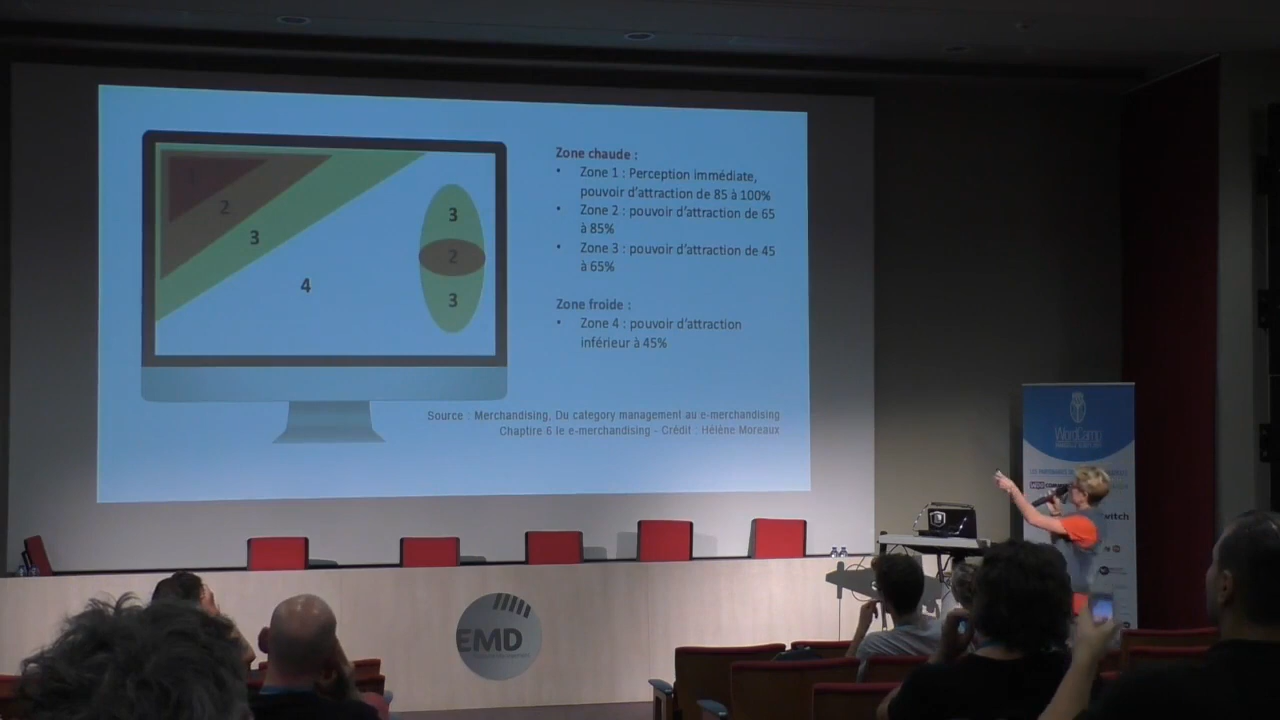 1
2
3
4
3
2
3
Zone chaude :
• Zone 1 : Perception immédiate,
pouvoir d'attraction de 85 à 100%
• Zone 2 : pouvoir d'attraction de 65
à 85%
• Zone 3 : pouvoir d'attraction de 45
à 65%
Zone froide :
• Zone 4 : pouvoir d'attraction
inférieur à 45%
Source : Merchandising, Du category management au e-merchandising
Chaptire 6 le e-merchandising - Crédit : Hélène Moreaux
WordCamp
EMD